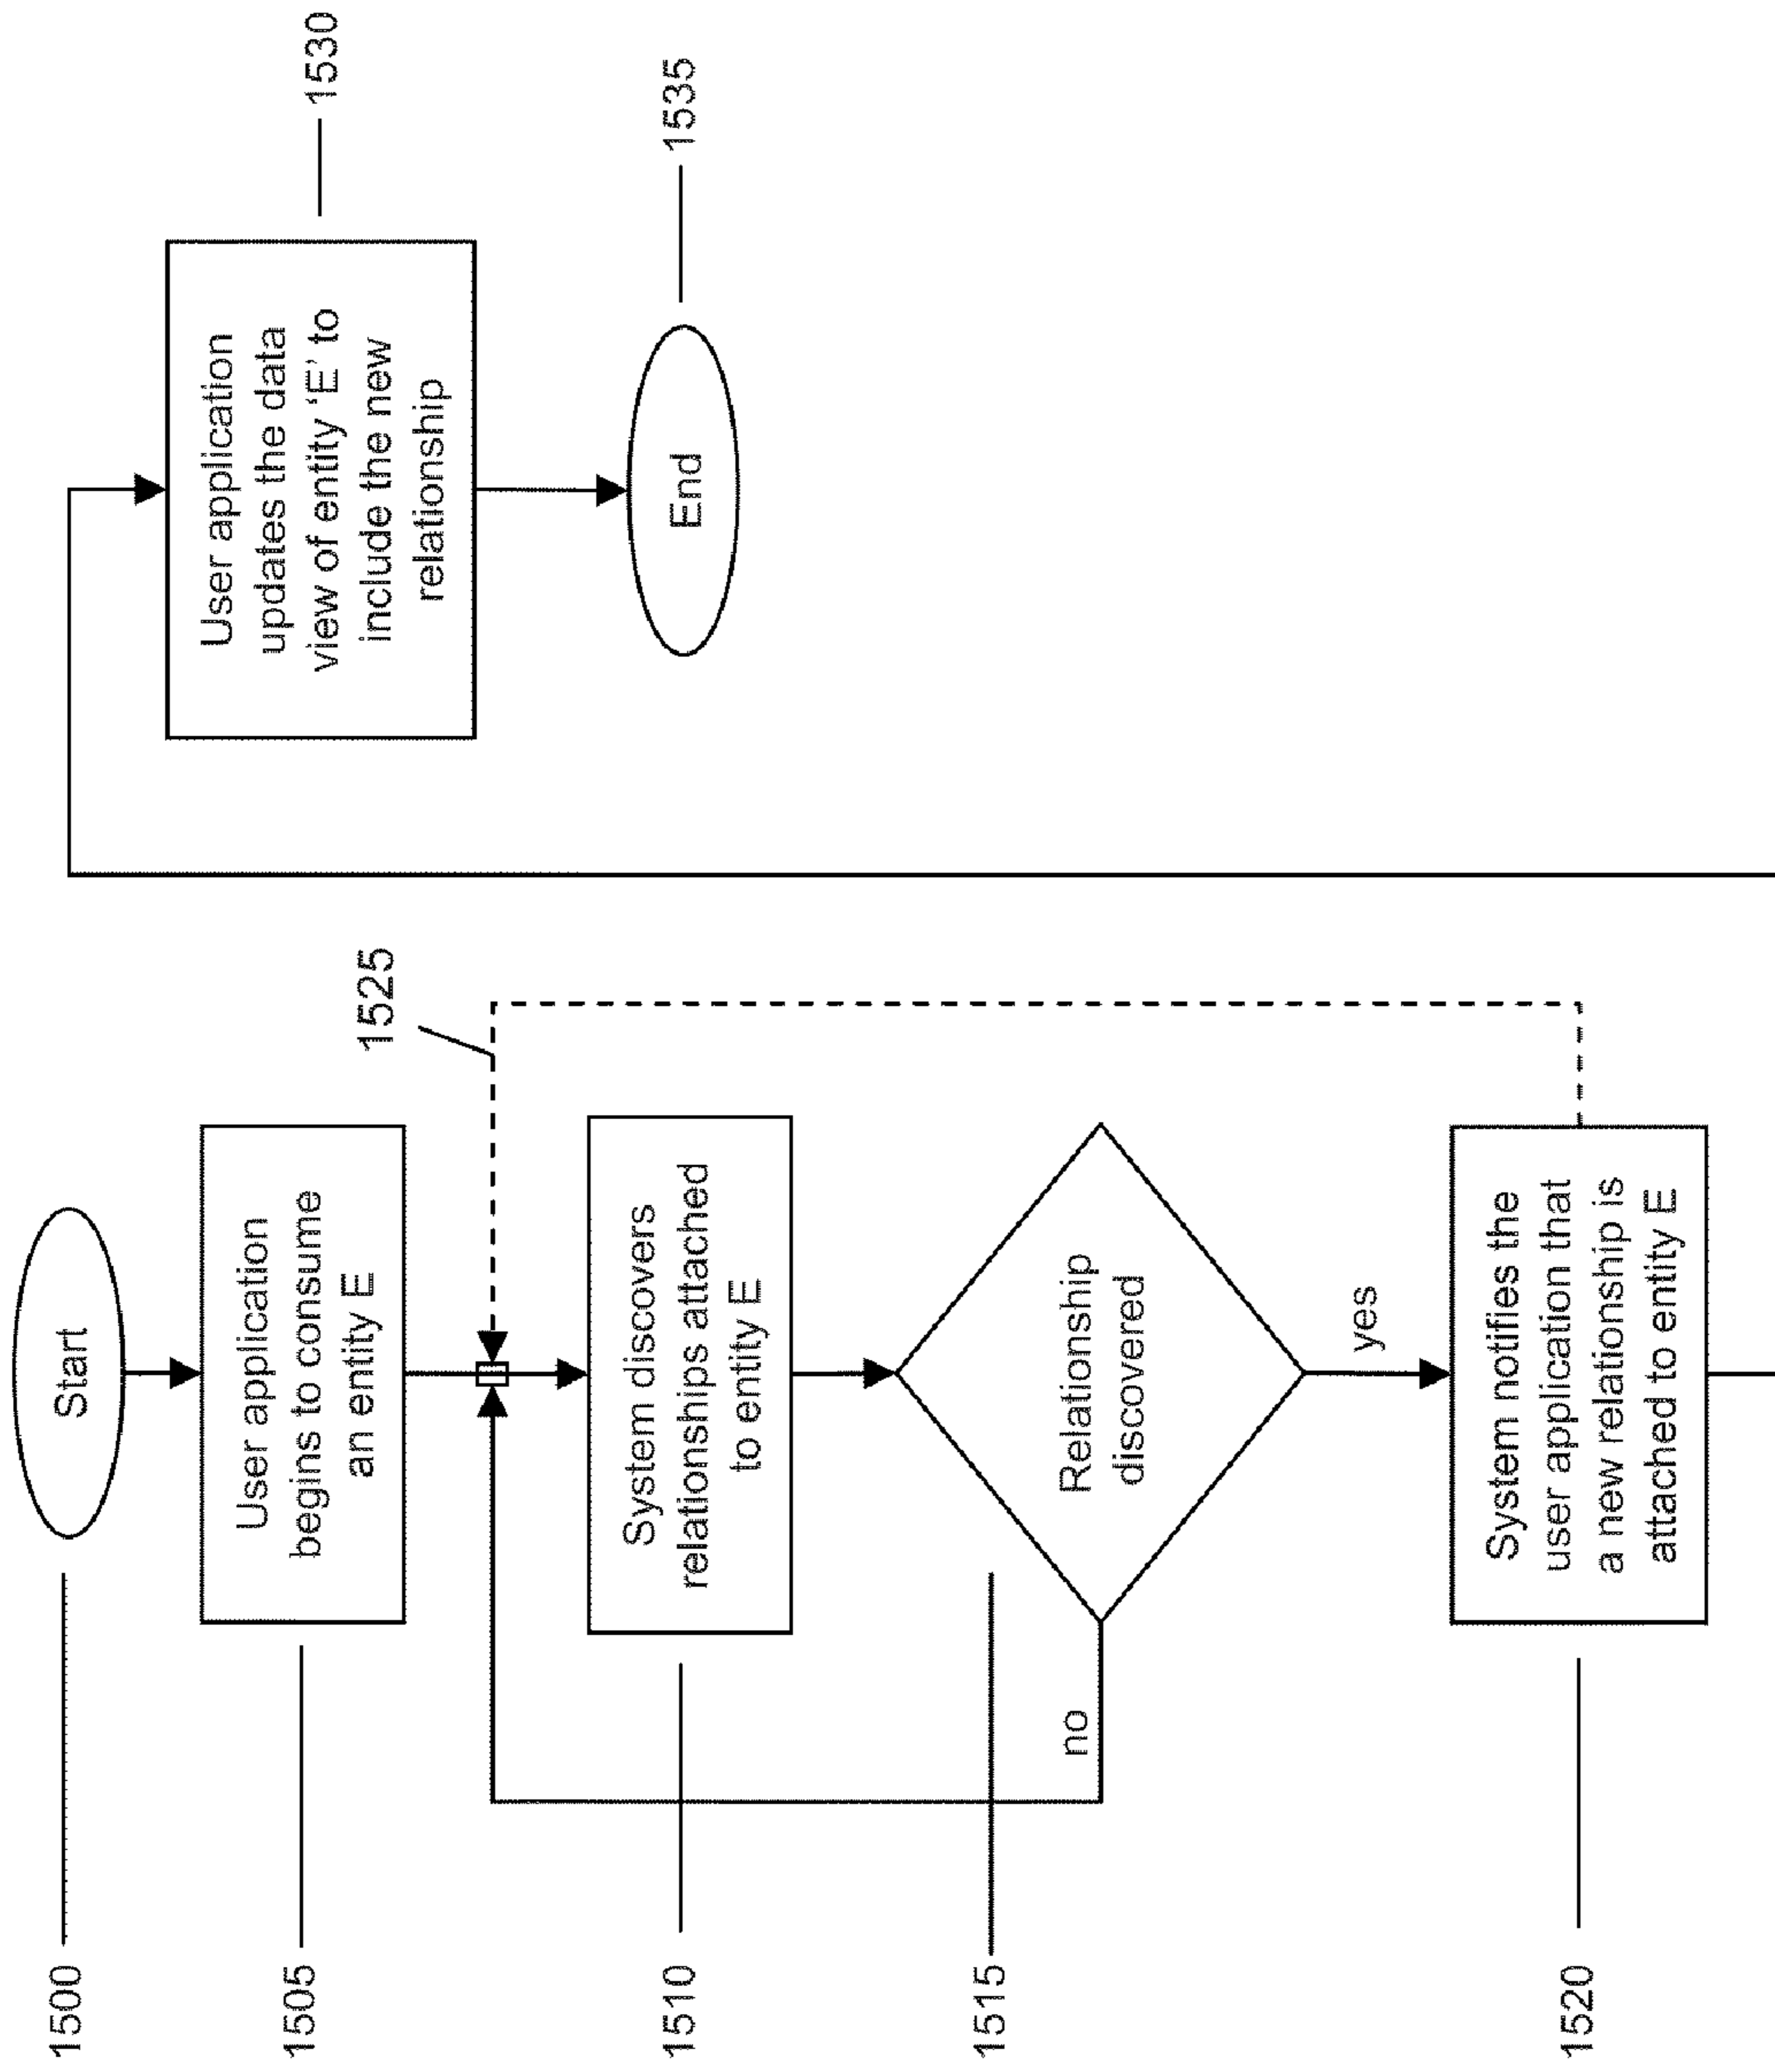 1500
Start
1505
User application
begins to consume
an entity E
1525
1510
System discovers
relationships attached
to entity E
1515
Relationship
discovered
no
yes
1520
System notifies the
user application that
a new relationship is
attached to entity E
User application
updates the data
view of entity ‘E’ to
include the new
relationship
1530
End
1535